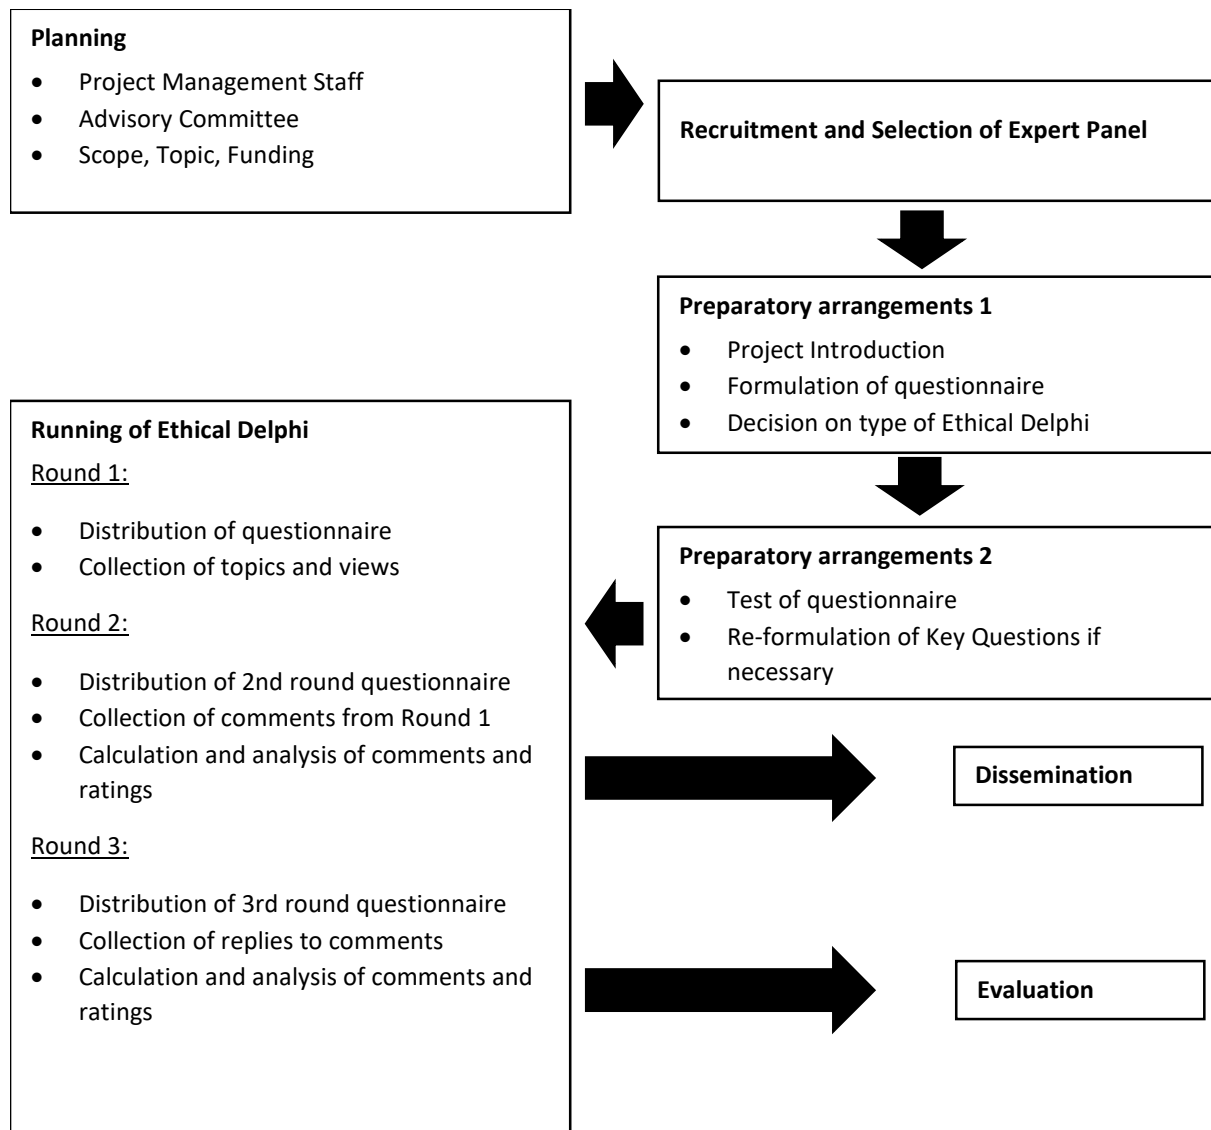 Planning
• Project Management Staff
• Advisory Committee
• Scope, Topic, Funding
Recruitment and Selection of Expert Panel
Preparatory arrangements 1
• Project Introduction
• Formulation of questionnaire
• Decision on type of Ethical Delphi
Preparatory arrangements 2
• Test of questionnaire
• Re-formulation of Key Questions if
necessary
Running of Ethical Delphi
Round 1:
• Distribution of questionnaire
• Collection of topics and views
Round 2:
• Distribution of 2nd round questionnaire
• Collection of comments from Round 1
• Calculation and analysis of comments and
ratings
Round 3:
• Distribution of 3rd round questionnaire
• Collection of replies to comments
• Calculation and analysis of comments and
ratings
Dissemination
Evaluation